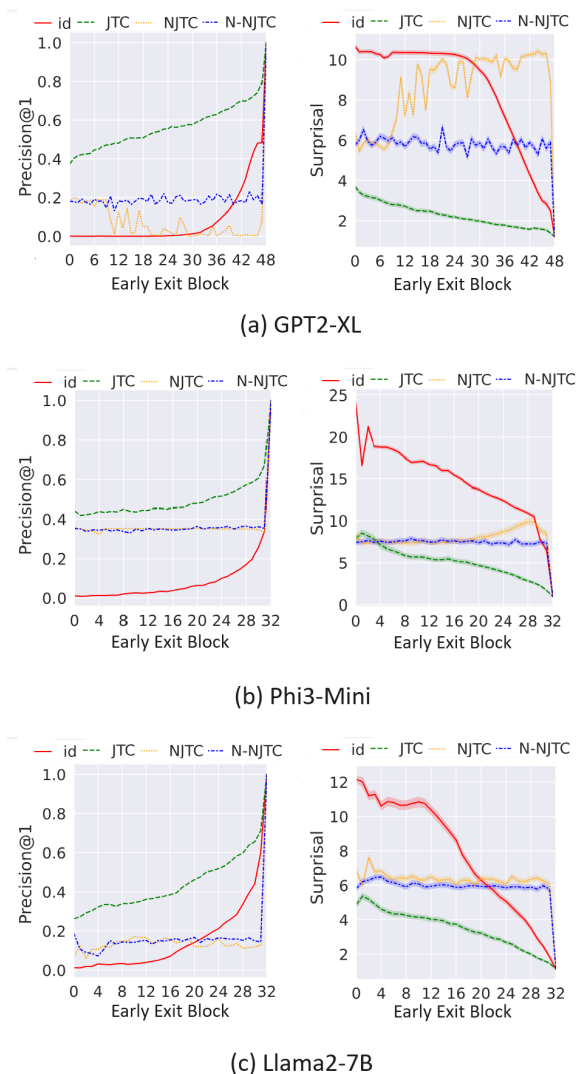 id JTC NJTC N-NJTC
Precision@1
1.0
0.8
0.6
0.4
0.2
0.0
0 6 12 18 24 30 36 42 48
Early Exit Block
id JTC NJTC N-NJTC
Surprisal
10
8
6
4
2
0 6 12 18 24 30 36 42 48
Early Exit Block
(a) GPT2-XL
id JTC NJTC N-NJTC
Precision@1
1.0
0.8
0.6
0.4
0.2
0.0
0 4 8 12 16 20 24 28 32
Early Exit Block
id JTC NJTC N-NJTC
Surprisal
25
20
15
10
5
0
0 4 8 12 16 20 24 28 32
Early Exit Block
(b) Phi3-Mini
id JTC NJTC N-NJTC
Precision@1
1.0
0.8
0.6
0.4
0.2
0.0
0 4 8 12 16 20 24 28 32
Early Exit Block
id JTC NJTC N-NJTC
Surprisal
12
10
8
6
4
2
0 4 8 12 16 20 24 28 32
Early Exit Block
(c) Llama2-7B